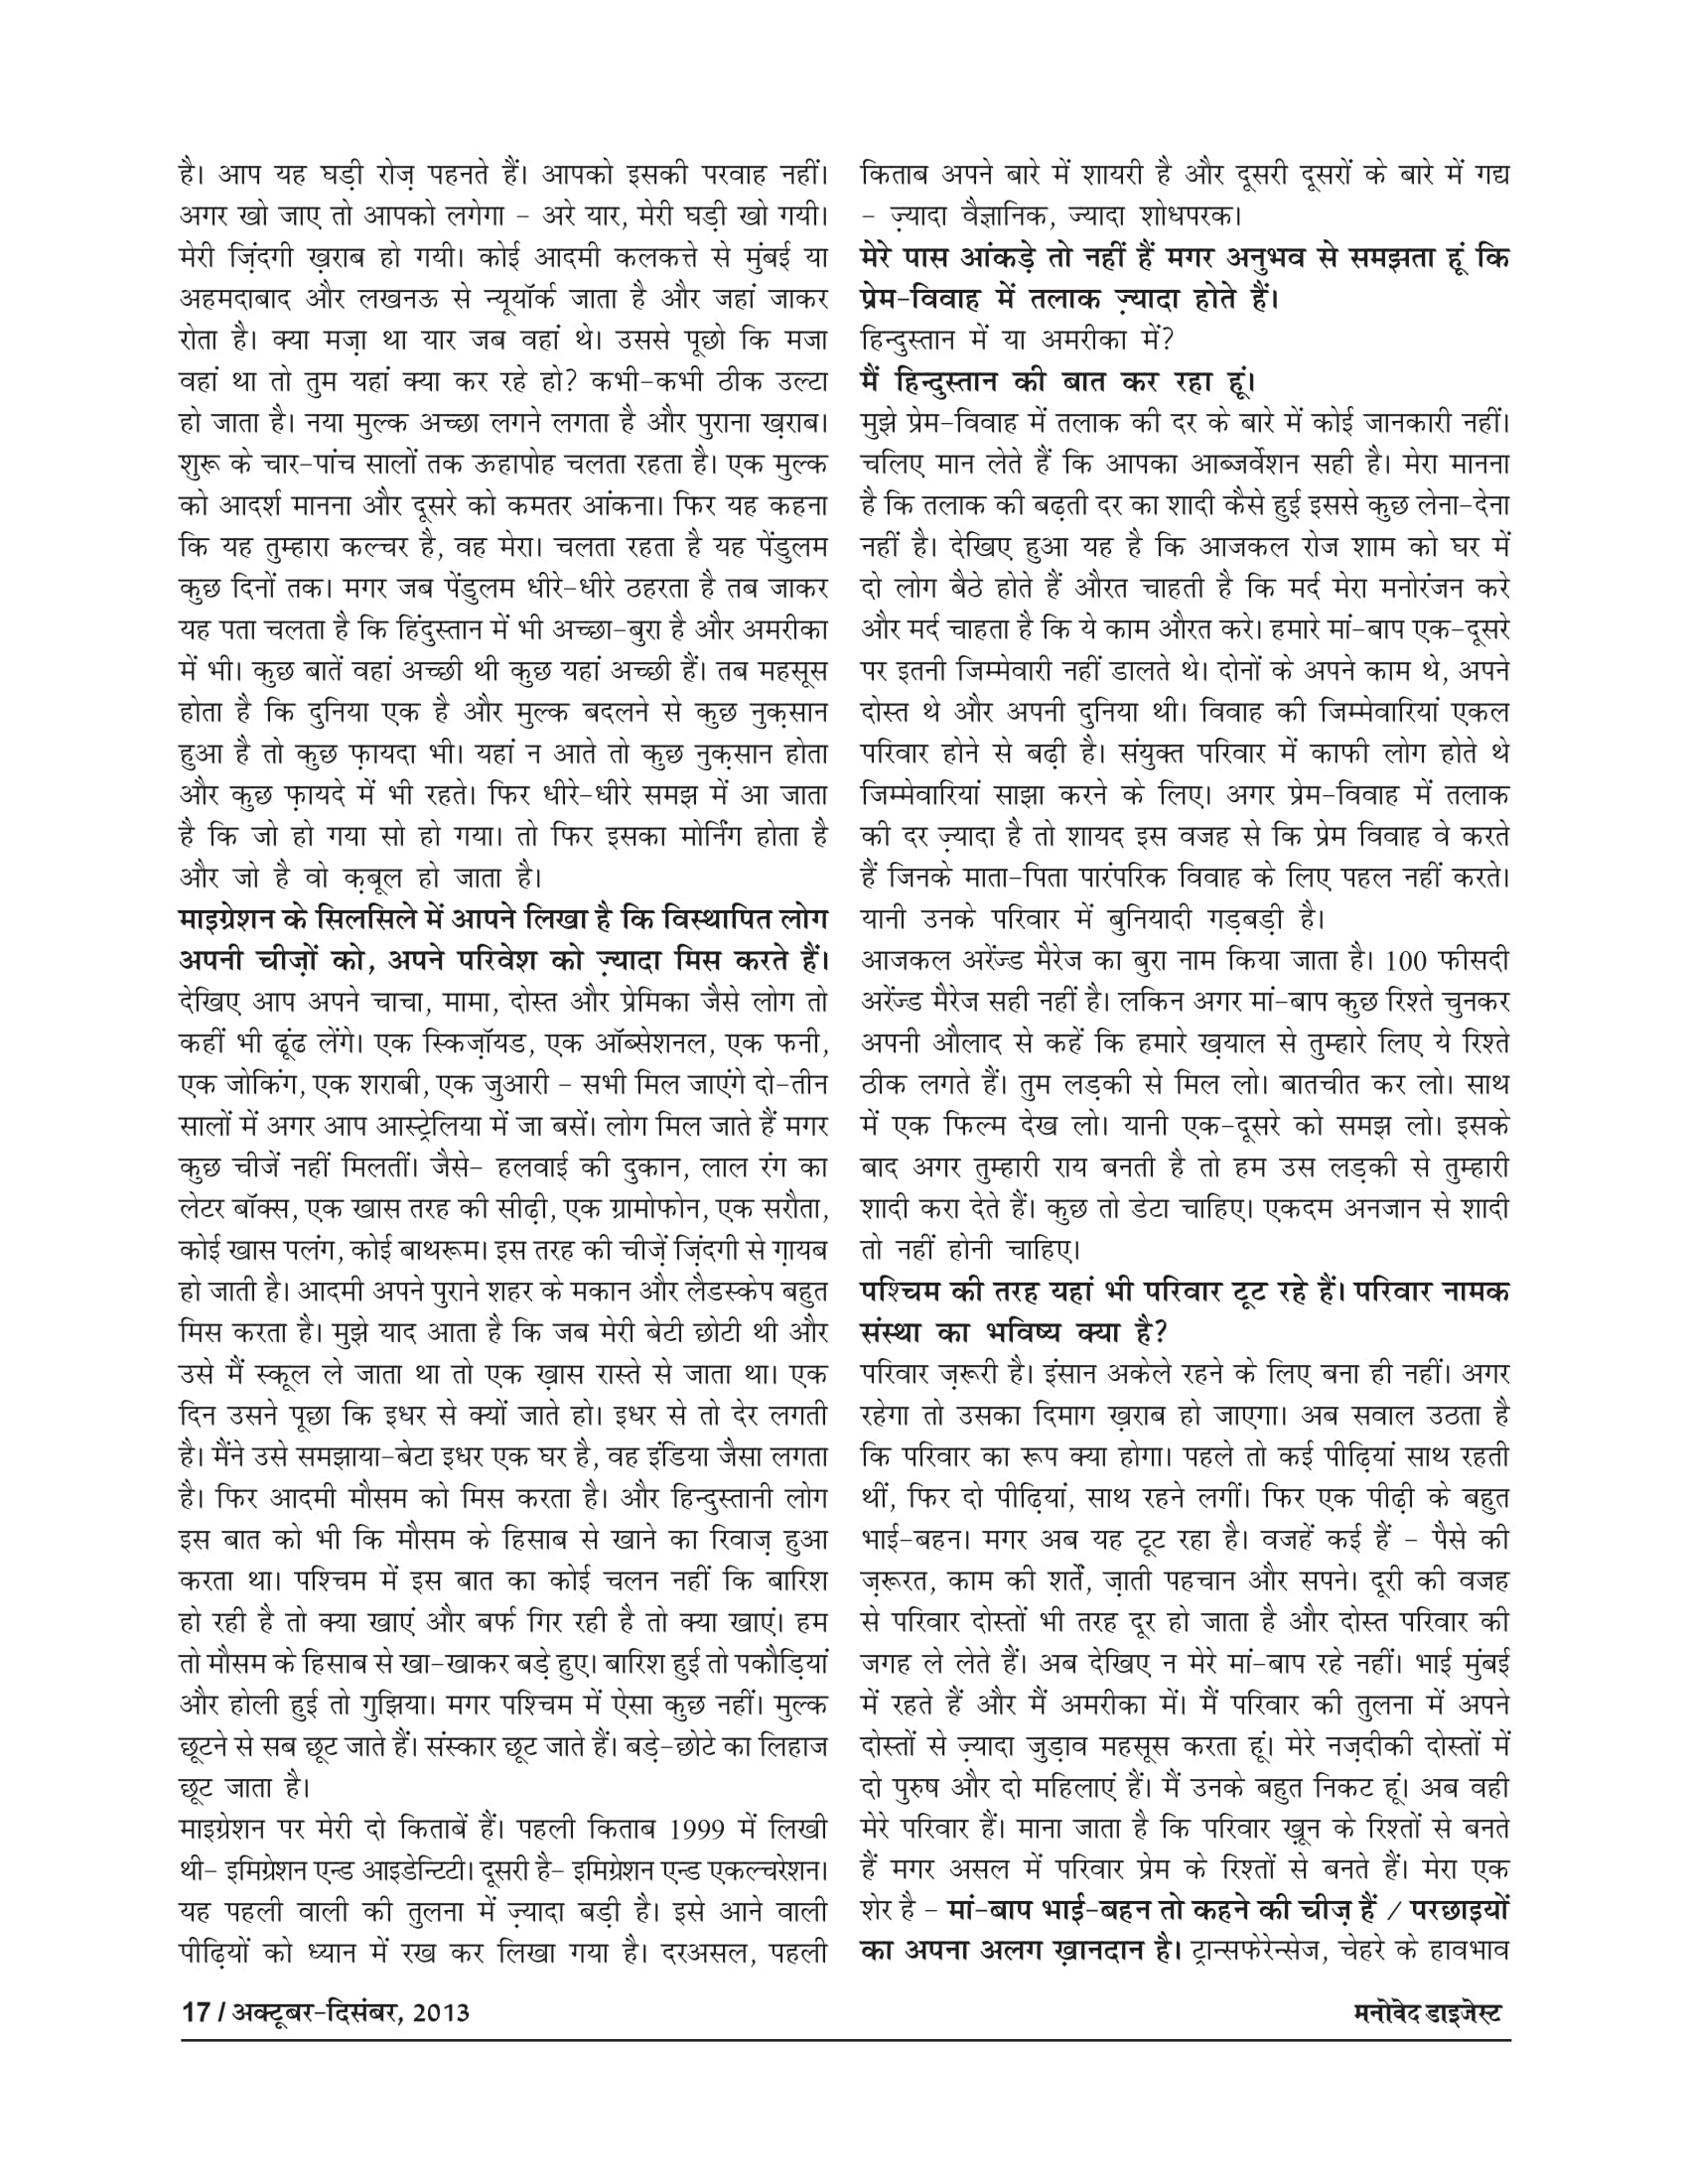 है। आप यह घड़ी रोज़ पहनते हैं। आपको इसकी परवाह नहीं।
अगर खो जाए तो आपको लगेगा – अरे यार, मेरी घड़ी खो गयी।
मेरी ज़िंदगी ख़राब हो गयी। कोई आदमी कलकत्ते से मुंबई या
अहमदाबाद और लखनऊ से न्यूयॉर्क जाता है और जहां जाकर
रोता है। क्या मज़ा था यार जब वहां थे। उससे पूछो कि मजा
वहां था तो तुम यहां क्या कर रहे हो? कभी-कभी ठीक उल्टा
हो जाता है। नया मुल्क अच्छा लगने लगता है और पुराना ख़राब।
शुरू के चार-पांच सालों तक ऊहापोह चलता रहता है। एक मुल्क
को आदर्श मानना और दूसरे को कमतर आंकना। फिर यह कहना
कि यह तुम्हारा कल्चर है, वह मेरा। चलता रहता है यह पेंडुलम
कुछ दिनों तक। मगर जब पेंडुलम धीरे-धीरे ठहरता है तब जाकर
यह पता चलता है कि हिंदुस्तान में भी अच्छा-बुरा है और अमरीका
में भी। कुछ बातें वहां अच्छी थी कुछ यहां अच्छी हैं। तब महसूस
होता है कि दुनिया एक है और मुल्क बदलने से कुछ नुक़सान
हुआ है तो कुछ फ़ायदा भी। यहां न आते तो कुछ नुक़सान होता
और कुछ फ़ायदे में भी रहते। फिर धीरे-धीरे समझ में आ जाता
है कि जो हो गया सो हो गया। तो फिर इसका मोर्निंग होता है
और जो है वो क़बूल हो जाता है।
माइग्रेशन के सिलसिले में आपने लिखा है कि विस्थापित लोग
अपनी चीज़ों को, अपने परिवेश को ज़्यादा मिस करते हैं।
देखिए आप अपने चाचा, मामा, दोस्त और प्रेमिका जैसे लोग तो
कहीं भी ढूंढ लेंगे। एक स्किज़ॉयड, एक ऑब्सेशनल, एक फनी,
एक जोकिंग, एक शराबी, एक जुआरी – सभी मिल जाएंगे दो-तीन
सालों में अगर आप आस्ट्रेलिया में जा बसें। लोग मिल जाते हैं मगर
कुछ चीजें नहीं मिलतीं। जैसे- हलवाई की दुकान, लाल रंग का
लेटर बॉक्स, एक खास तरह की सीढ़ी, एक ग्रामोफोन, एक सरौता,
कोई खास पलंग, कोई बाथरूम। इस तरह की चीज़ें ज़िंदगी से ग़ायब
हो जाती है। आदमी अपने पुराने शहर के मकान और लैडस्केप बहुत
मिस करता है। मुझे याद आता है कि जब मेरी बेटी छोटी थी और
उसे मैं स्कूल ले जाता था तो एक ख़ास रास्ते से जाता था। एक
दिन उसने पूछा कि इधर से क्यों जाते हो। इधर से तो देर लगती
है। मैंने उसे समझाया-बेटा इधर एक घर है, वह इंडिया जैसा लगता
है। फिर आदमी मौसम को मिस करता है। और हिन्दुस्तानी लोग
इस बात को भी कि मौसम के हिसाब से खाने का रिवाज़ हुआ
करता था। पश्चिम में इस बात का कोई चलन नहीं कि बारिश
हो रही है तो क्या खाएं और बर्फ गिर रही है तो क्या खाएं। हम
तो मौसम के हिसाब से खा-खाकर बड़े हुए। बारिश हुई तो पकौड़ियां
और होली हुई तो गुझिया। मगर पश्चिम में ऐसा कुछ नहीं। मुल्क
छूटने से सब छूट जाते हैं। संस्कार छूट जाते हैं। बड़े-छोटे का लिहाज
छूट जाता है।
माइग्रेशन पर मेरी दो किताबें हैं। पहली किताब 1999 में लिखी
थी- इमिग्रेशन एन्ड आइडेन्टिटी। दूसरी है- इमिग्रेशन एन्ड एकल्चरेशन।
यह पहली वाली की तुलना में ज़्यादा बड़ी है। इसे आने वाली
पीढ़ियों को ध्यान में रख कर लिखा गया है। दरअसल, पहली
किताब अपने बारे में शायरी है और दूसरी दूसरों के बारे में गद्य
– ज़्यादा वैज्ञानिक, ज्यादा शोधपरक।
मेरे पास आंकड़े तो नहीं हैं मगर अनुभव से समझता हूं कि
प्रेम-विवाह में तलाक ज़्यादा होते हैं।
हिन्दुस्तान में या अमरीका में?
मैं हिन्दुस्तान की बात कर रहा हूं।
मुझे प्रेम-विवाह में तलाक की दर के बारे में कोई जानकारी नहीं।
चलिए मान लेते हैं कि आपका आब्जर्वेशन सही है। मेरा मानना
है कि तलाक की बढ़ती दर का शादी कैसे हुई इससे कुछ लेना-देना
नहीं है। देखिए हुआ यह है कि आजकल रोज शाम को घर में
दो लोग बैठे होते हैं औरत चाहती है कि मर्द मेरा मनोरंजन करे
और मर्द चाहता है कि ये काम औरत करे। हमारे मां-बाप एक-दूसरे
पर इतनी जिम्मेवारी नहीं डालते थे। दोनों के अपने काम थे, अपने
दोस्त थे और अपनी दुनिया थी। विवाह की जिम्मेवारियां एकल
परिवार होने से बढ़ी है। संयुक्त परिवार में काफी लोग होते थे
जिम्मेवारियां साझा करने के लिए। अगर प्रेम-विवाह में तलाक
की दर ज़्यादा है तो शायद इस वजह से कि प्रेम विवाह वे करते
हैं जिनके माता-पिता पारंपरिक विवाह के लिए पहल नहीं करते।
यानी उनके परिवार में बुनियादी गड़बड़ी है।
आजकल अरेंज्ड मैरेज का बुरा नाम किया जाता है। 100 फीसदी
अरेंज्ड मैरेज सही नहीं है। लकिन अगर मां-बाप कुछ रिश्ते चुनकर
अपनी औलाद से कहें कि हमारे ख़याल से तुम्हारे लिए ये रिश्ते
ठीक लगते हैं। तुम लड़की से मिल लो। बातचीत कर लो। साथ
में एक फिल्म देख लो। यानी एक-दूसरे को समझ लो। इसके
बाद अगर तुम्हारी राय बनती है तो हम उस लड़की से तुम्हारी
शादी करा देते हैं। कुछ तो डेटा चाहिए। एकदम अनजान से शादी
तो नहीं होनी चाहिए।
पश्चिम की तरह यहां भी परिवार टूट रहे हैं। परिवार नामक
संस्था का भविष्य क्या है?
परिवार ज़रूरी है। इंसान अकेले रहने के लिए बना ही नहीं। अगर
रहेगा तो उसका दिमाग ख़राब हो जाएगा। अब सवाल उठता है
कि परिवार का रूप क्या होगा। पहले तो कई पीढ़ियां साथ रहती
थीं, फिर दो पीढ़ियां, साथ रहने लगीं। फिर एक पीढ़ी के बहुत
भाई-बहन। मगर अब यह टूट रहा है। वजहें कई हैं – पैसे की
ज़रूरत, काम की शर्तें, ज़ाती पहचान और सपने। दूरी की वजह
से परिवार दोस्तों भी तरह दूर हो जाता है और दोस्त परिवार की
जगह ले लेते हैं। अब देखिए न मेरे मां-बाप रहे नहीं। भाई मुंबई
में रहते हैं और मैं अमरीका में। मैं परिवार की तुलना में अपने
दोस्तों से ज़्यादा जुड़ाव महसूस करता हूं। मेरे नज़दीकी दोस्तों में
दो पुरुष और दो महिलाएं हैं। मैं उनके बहुत निकट हूं। अब वही
मेरे परिवार हैं। माना जाता है कि परिवार ख़ून के रिश्तों से बनते
हैं मगर असल में परिवार प्रेम के रिश्तों से बनते हैं। मेरा एक
शेर है – मां-बाप भाई-बहन तो कहने की चीज़ हैं / परछाइयों
का अपना अलग ख़ानदान है। ट्रान्सफेरेन्सेज, चेहरे के हावभाव
17 / अक्टूबर-दिसंबर, 2013
मनोवेद डाइजेस्ट